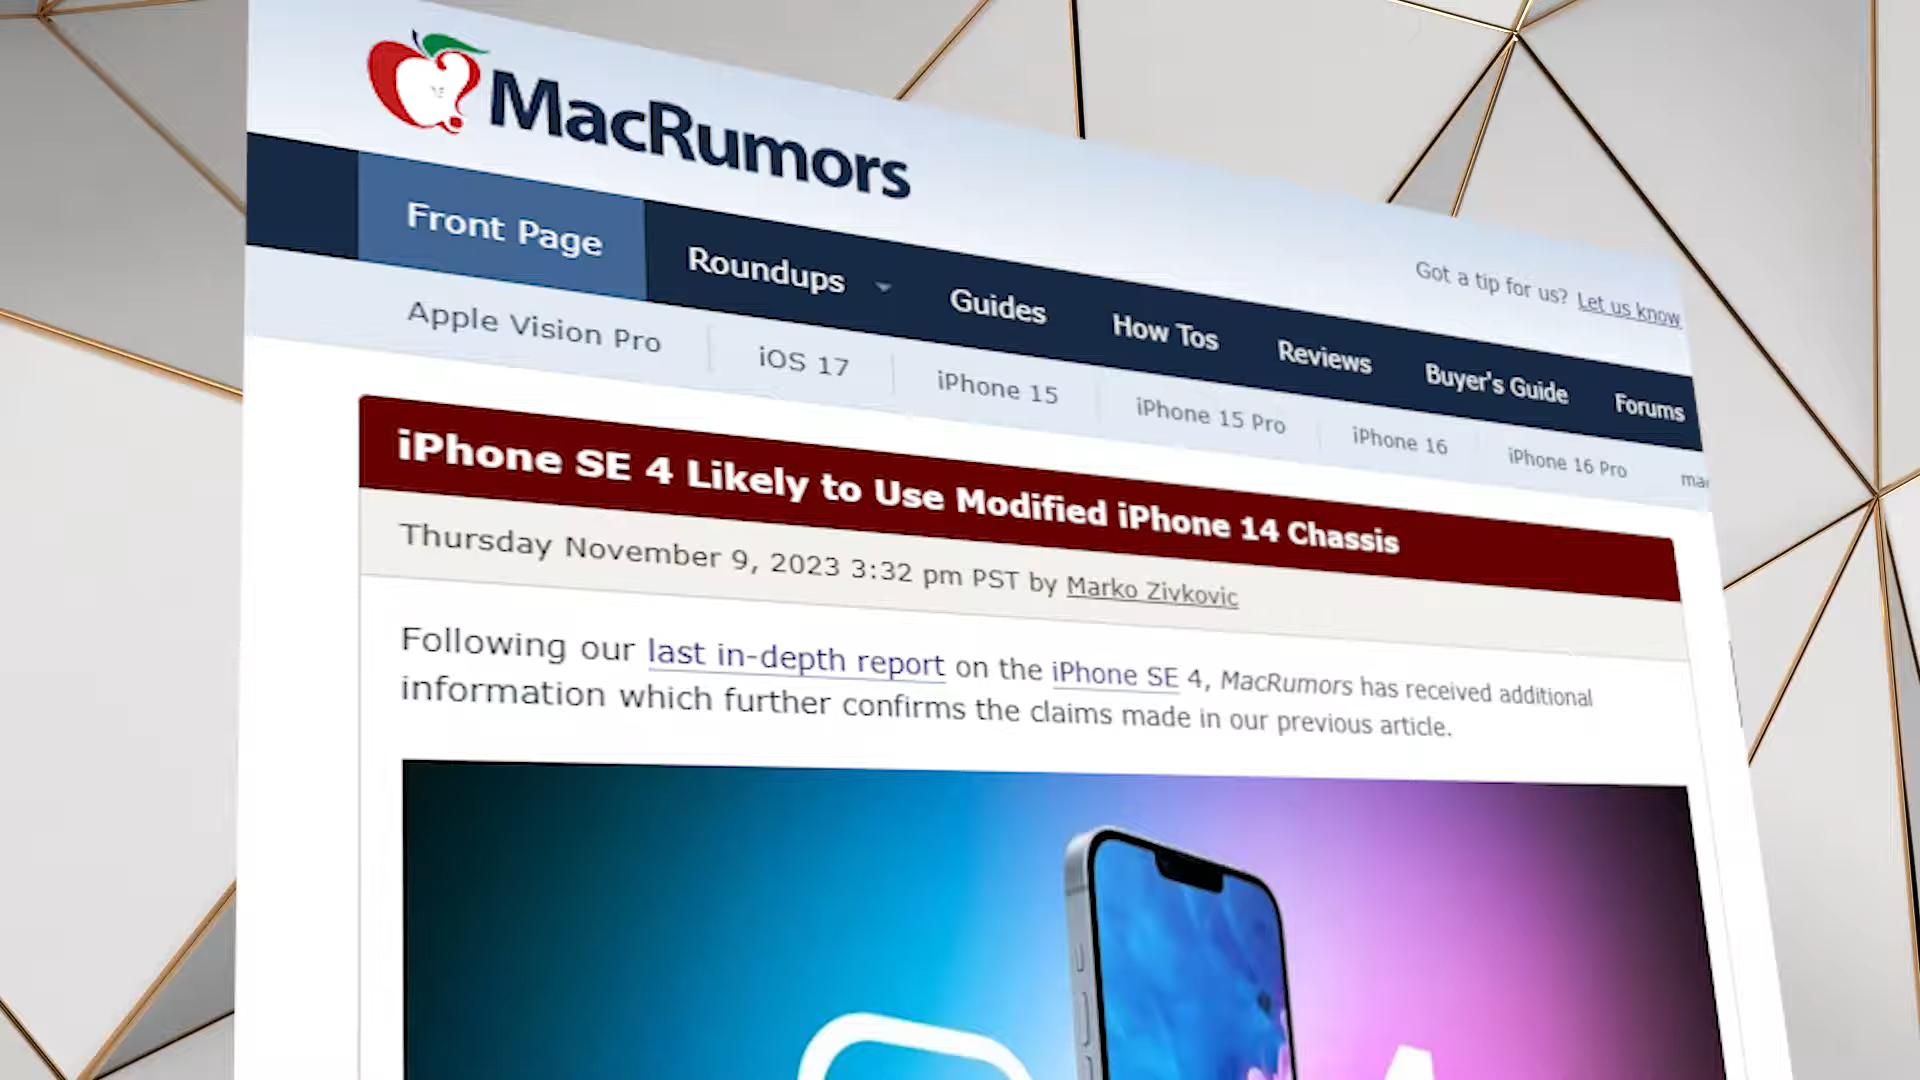 MacRumors
Got a tip for us? Let us know
Front Page
Roundups
Guides
How Tos
Reviews
Buyer's Guide
Forums
Apple Vision Pro
iOS 17
iPhone 15
iPhone 15 Pro
iPhone 16
iPhone 16 Pro
iPhone SE 4 Likely to Use Modified iPhone 14 Chassis
Thursday November 9, 2023 3:32 pm PST by Marko Zivkovic
Following our last in-depth report on the iPhone SE 4, MacRumors has received additional
information which further confirms the claims made in our previous article.